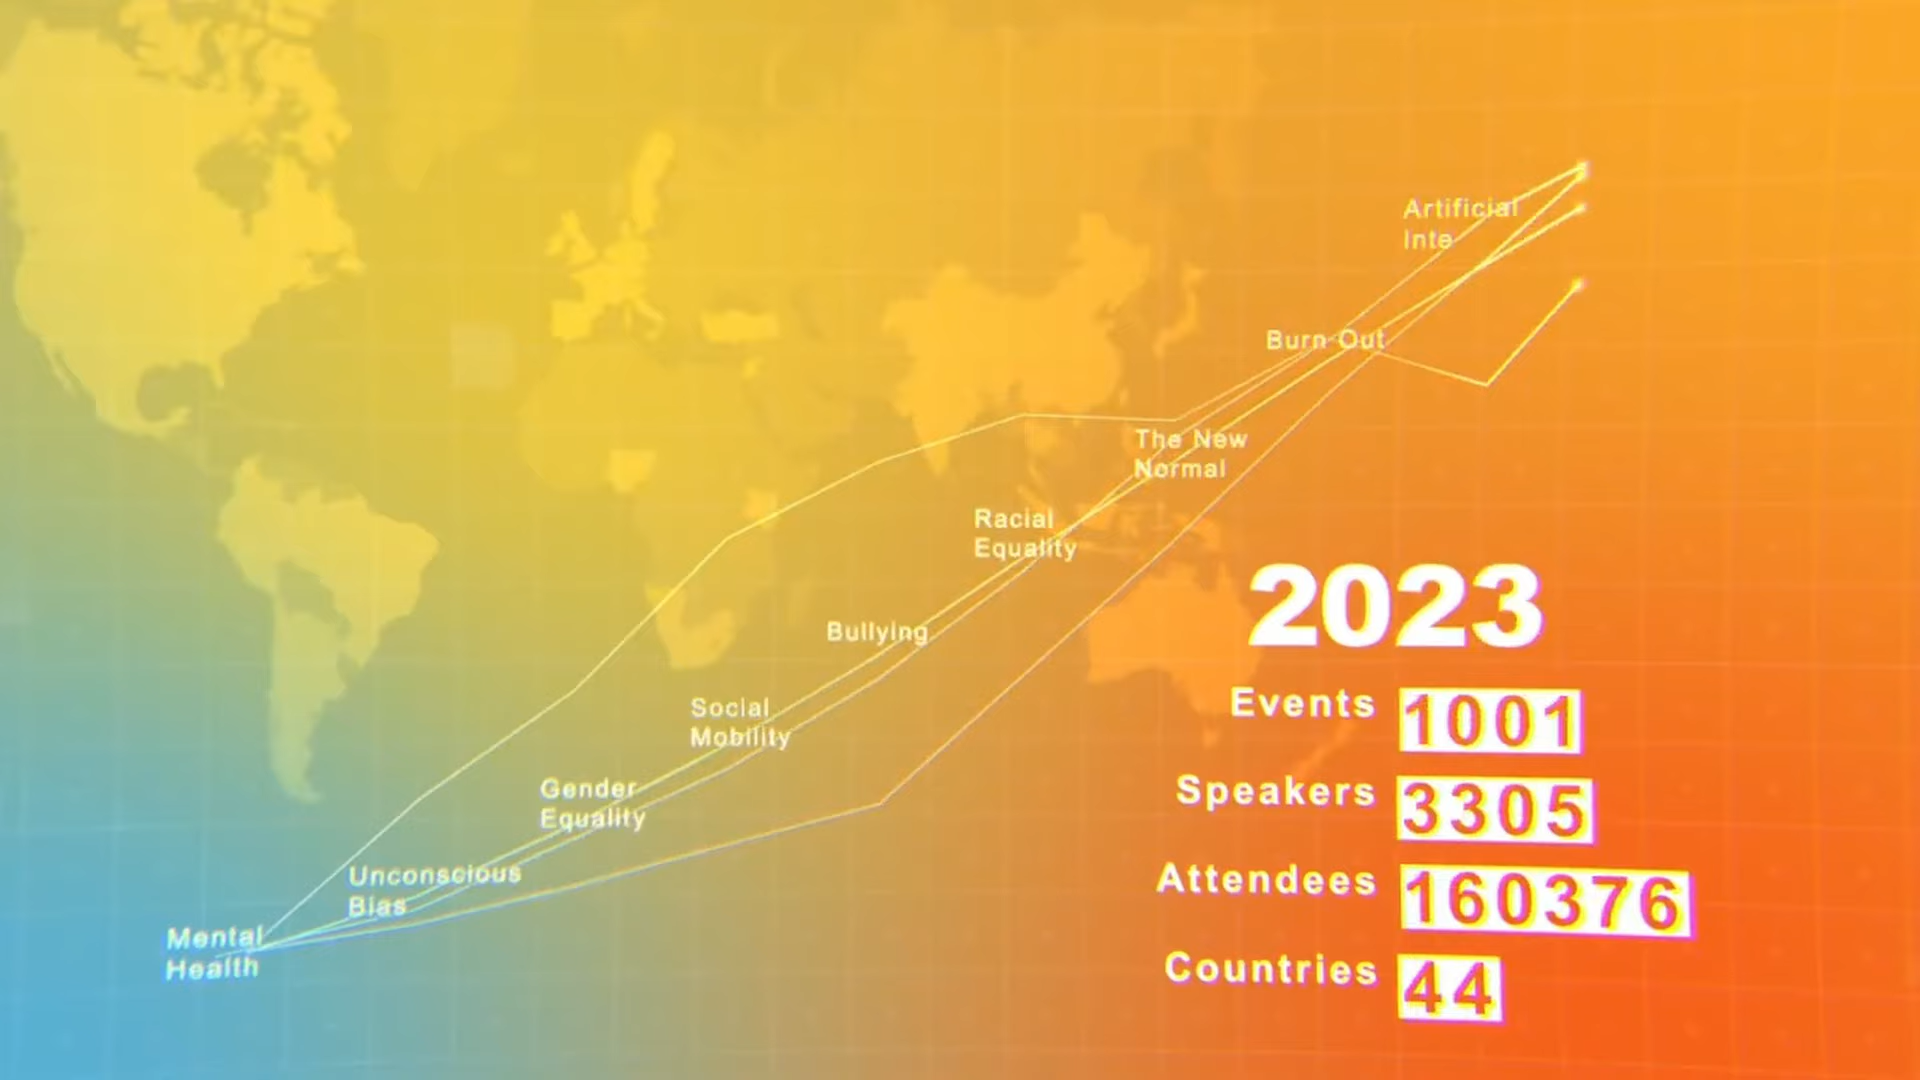 Artificial
Inte
Burn Out
The New
Normal
Racial
Equality
Bullying
Social
Mobility
Gender
Equality
Unconscious
Bias
Mental
Health
2023
Events 1001
Speakers 3305
Attendees 160376
Countries 44